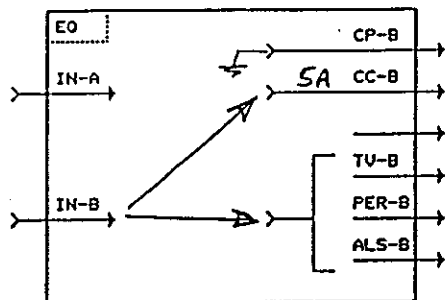 EO
CP-B
IN-A
5A CC-B
TV-B
IN-B
PER-B
ALS-B